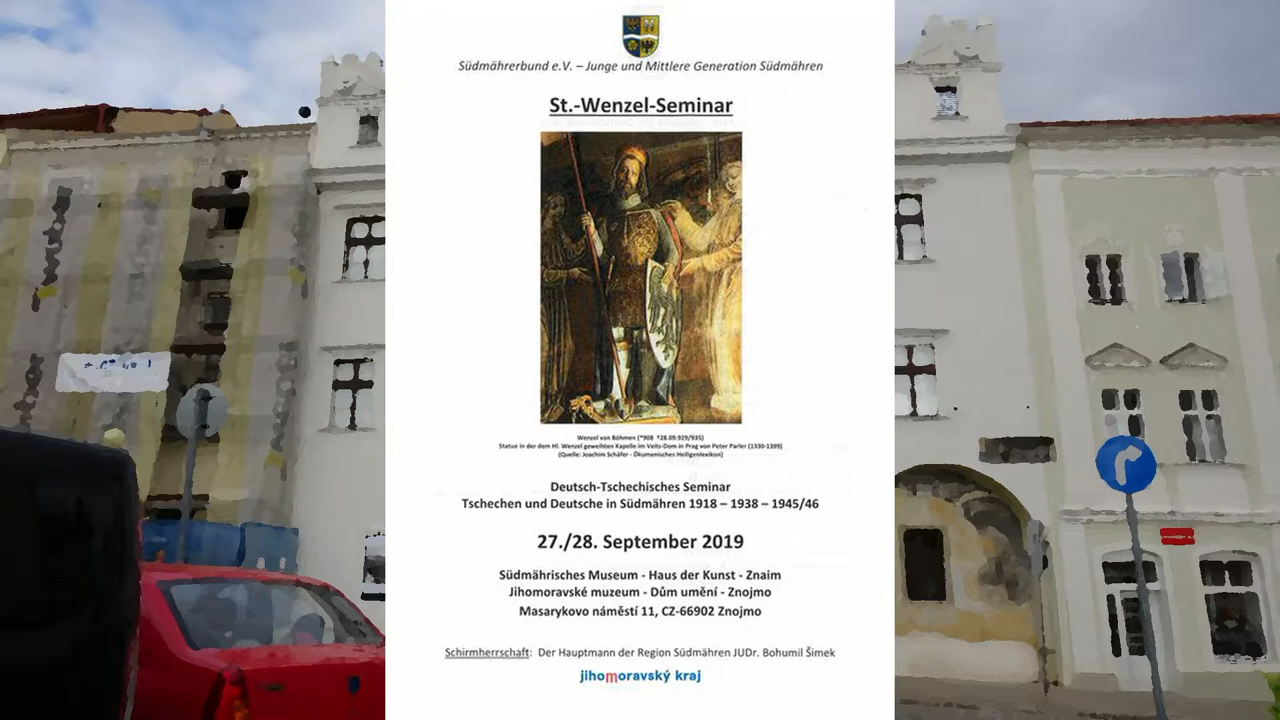 Südmährerbund e.V. – Junge und Mittlere Generation Südmähren
St.-Wenzel-Seminar
Wenzel von Böhmen (*908 †28.09.929/935)
Statue in der dem Hl. Wenzel geweihten Kapelle im Veits-Dom in Prag von Peter Parler (1330-1399)
(Quelle: Joachim Schäfer - Ökumenisches Heiligenlexikon)
Deutsch-Tschechisches Seminar
Tschechen und Deutsche in Südmähren 1918 – 1938 – 1945/46
27./28. September 2019
Südmährisches Museum - Haus der Kunst - Znaim
Jihomoravské muzeum - Dům umění - Znojmo
Masarykovo náměstí 11, CZ-66902 Znojmo
Schirmherrschaft: Der Hauptmann der Region Südmähren JUDr. Bohumil Šimek
jihomoravský kraj